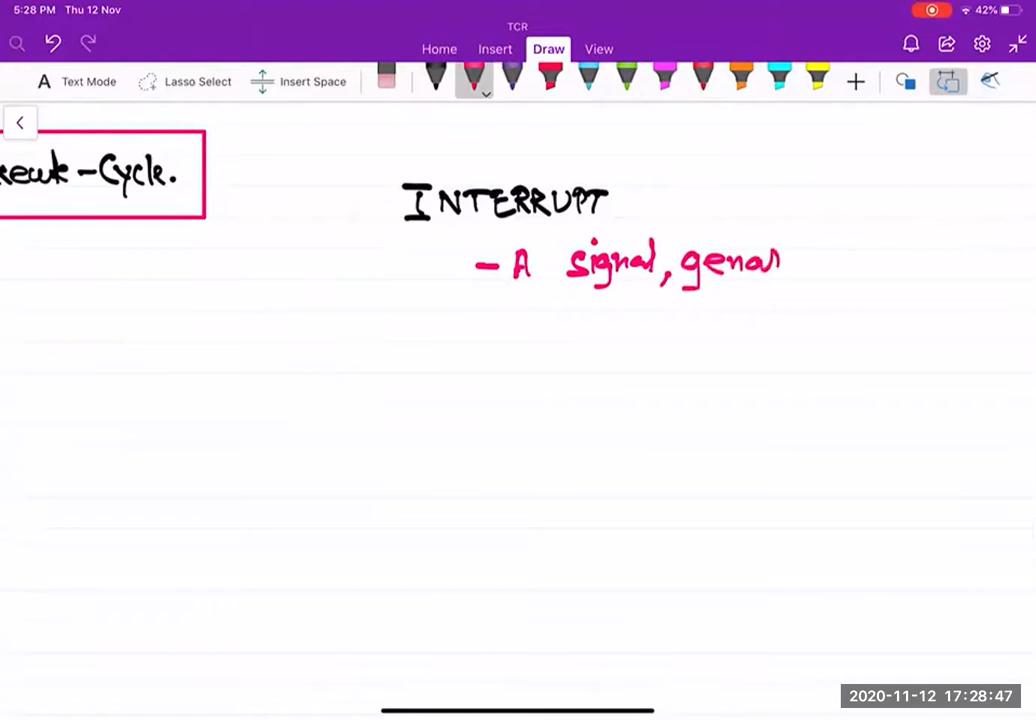 5:28 PM Thu 12 Nov
42%
TCR
Home Insert Draw View
A Text Mode Lasso Select Insert Space
-Cycle.
INTERRUPT
- A signal, genar
2020-11-12 17:28:47